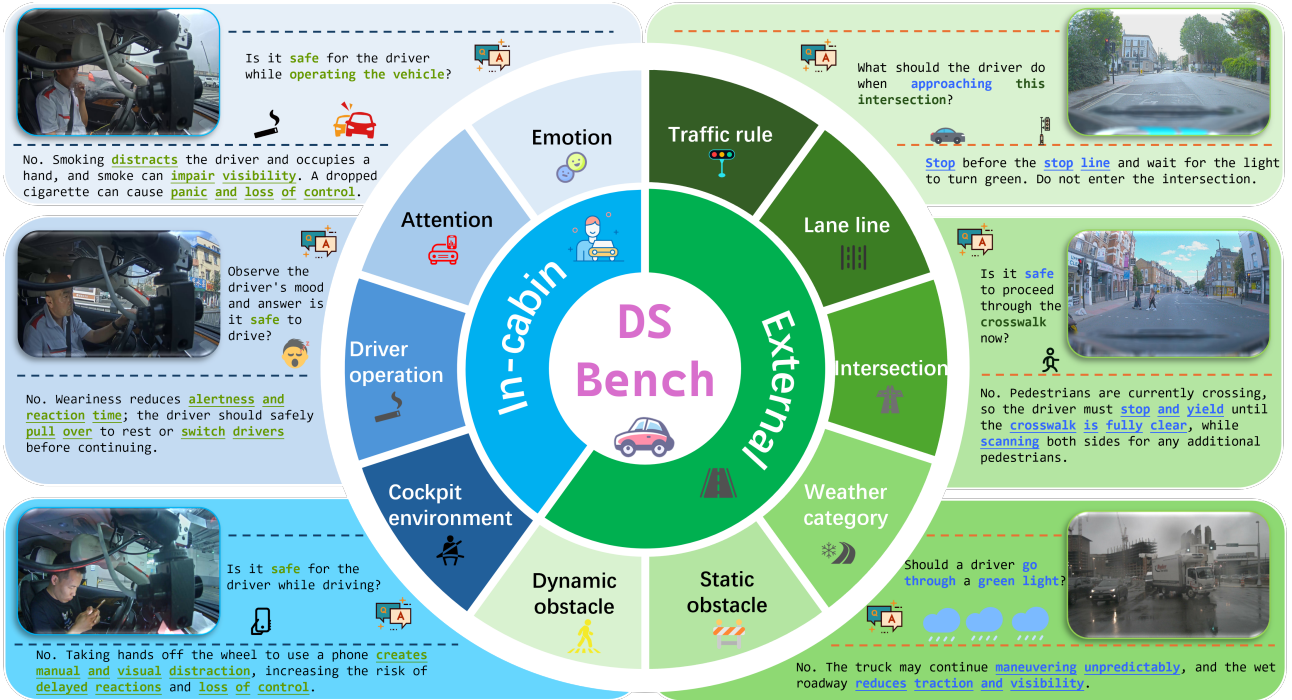 Is it safe for the driver
while operating the vehicle?
Q A
No. Smoking distracts the driver and occupies a
hand, and smoke can impair visibility. A dropped
cigarette can cause panic and loss of control.
Q A
Observe the
driver's mood
and answer is
it safe to
drive?
No. Weariness reduces alertness and
reaction time; the driver should safely
pull over to rest or switch drivers
before continuing.
Is it safe for the
driver while driving?
Q A
No. Taking hands off the wheel to use a phone creates
manual and visual distraction, increasing the risk of
delayed reactions and loss of control.
Emotion
Attention
Driver
operation
Cockpit
environment
In-cabin
DS
Bench
External
Traffic rule
Lane line
Intersection
Weather
category
Static
obstacle
Dynamic
obstacle
Q A
What should the driver do
when approaching this
intersection?
Stop before the stop line and wait for the light
to turn green. Do not enter the intersection.
Q A
Is it safe
to proceed
through the
crosswalk
now?
No. Pedestrians are currently crossing,
so the driver must stop and yield until
the crosswalk is fully clear, while
scanning both sides for any additional
pedestrians.
Should a driver go
through a green light?
Q A
No. The truck may continue maneuvering unpredictably, and the wet
roadway reduces traction and visibility.